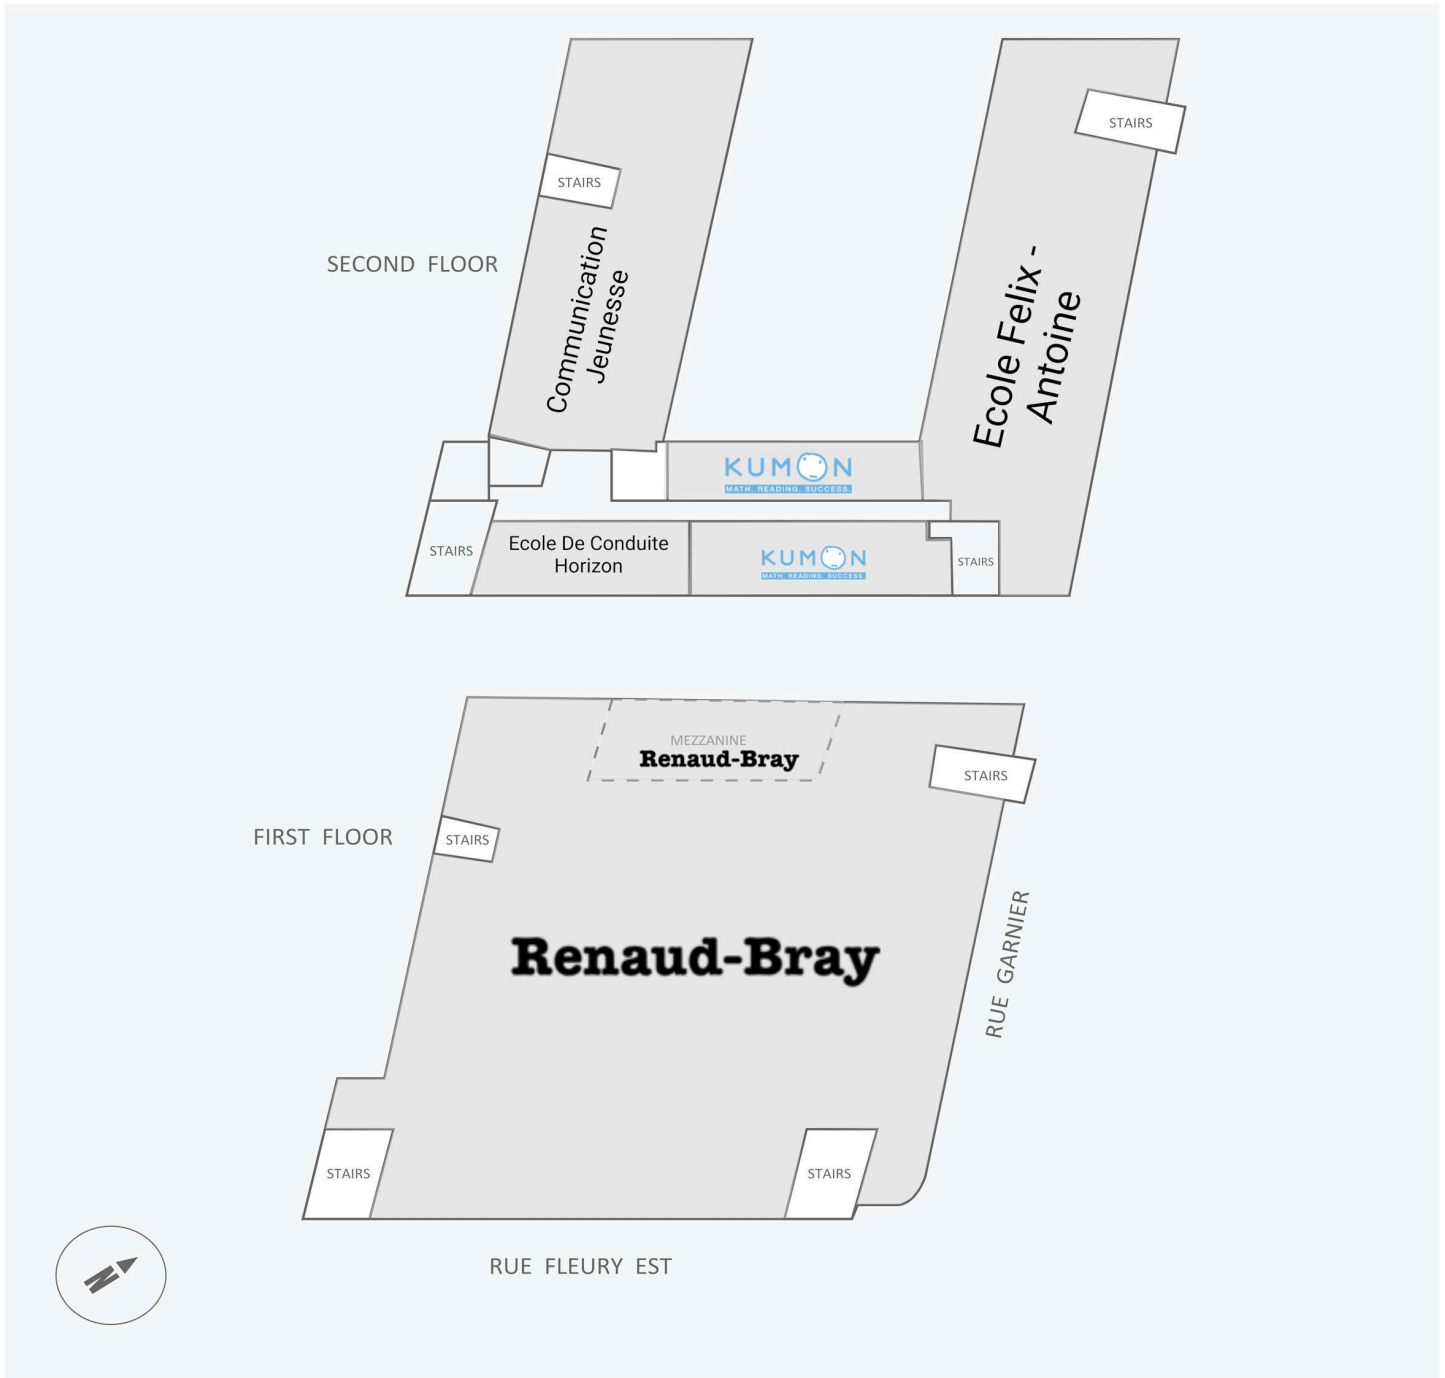 STAIRS
STAIRS
SECOND FLOOR
Communication
Jeunesse
Ecole Felix -
Antoine
KUMON
MATH. READING. SUCCESS.
STAIRS
Ecole De Conduite
Horizon
KUMON
MATH. READING. SUCCESS.
STAIRS
MEZZANINE
Renaud-Bray
STAIRS
FIRST FLOOR
STAIRS
Renaud-Bray
RUE GARNIER
STAIRS
STAIRS
RUE FLEURY EST
N